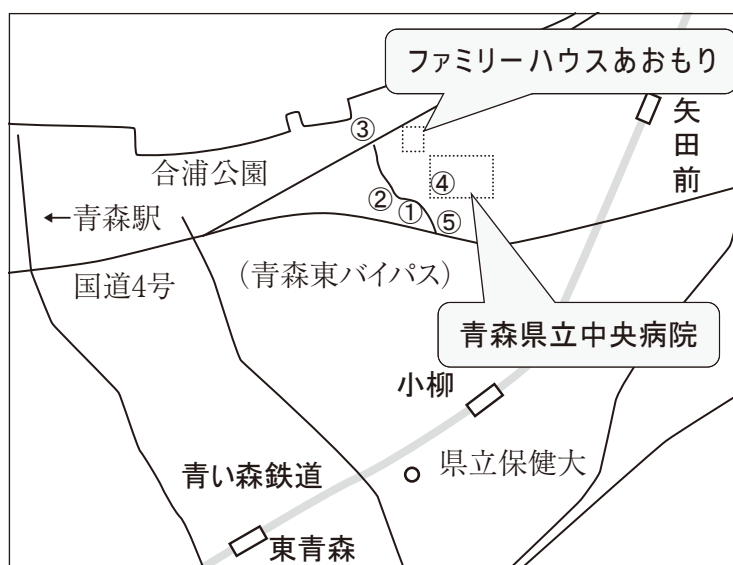 ファミリーハウスあおもり
矢田前
③
合浦公園
④
②
①
⑤
←青森駅
国道4号
（青森東バイパス）
青森県立中央病院
小柳
青い森鉄道
県立保健大
東青森